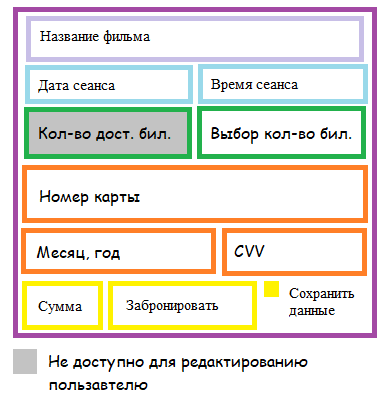 Название фильма
Дата сеанса
Время сеанса
Кол-во дост. бил.
Выбор кол-во бил.
Номер карты
Месяц, год
CVV
Сумма
Забронировать
Сохранить
данные
Не доступно для редактированию
пользавтелю